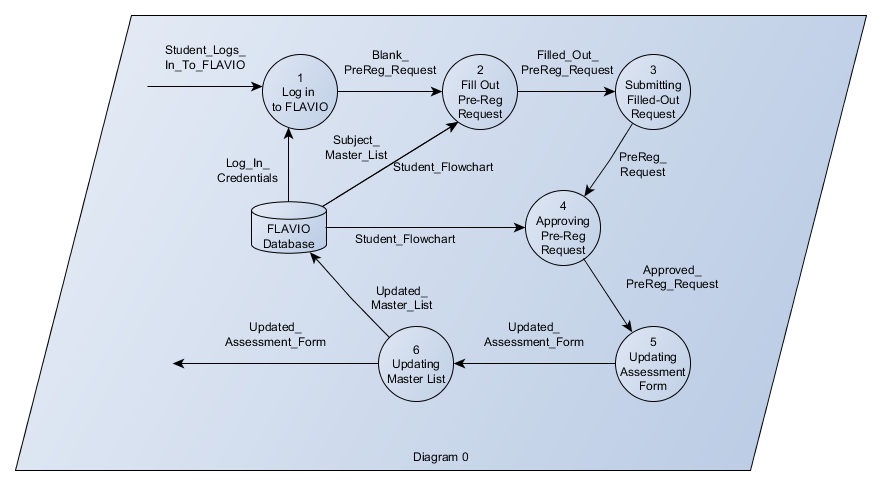 Student_Logs_
In_To_FLAVIO
1
Log in
to FLAVIO
Blank_
PreReg_Request
2
Fill Out
Pre-Reg
Request
Filled_Out_
PreReg_Request
3
Submitting
Filled-Out
Request
Log_In_
Credentials
Subject_
Master_List
Student_Flowchart
PreReg_
Request
FLAVIO
Database
Student_Flowchart
4
Approving
Pre-Reg
Request
Approved_
PreReg_Request
Updated_
Master_List
Updated_
Assessment_Form
6
Updating
Master List
Updated_
Assessment_Form
5
Updating
Assessment
Form
Diagram 0